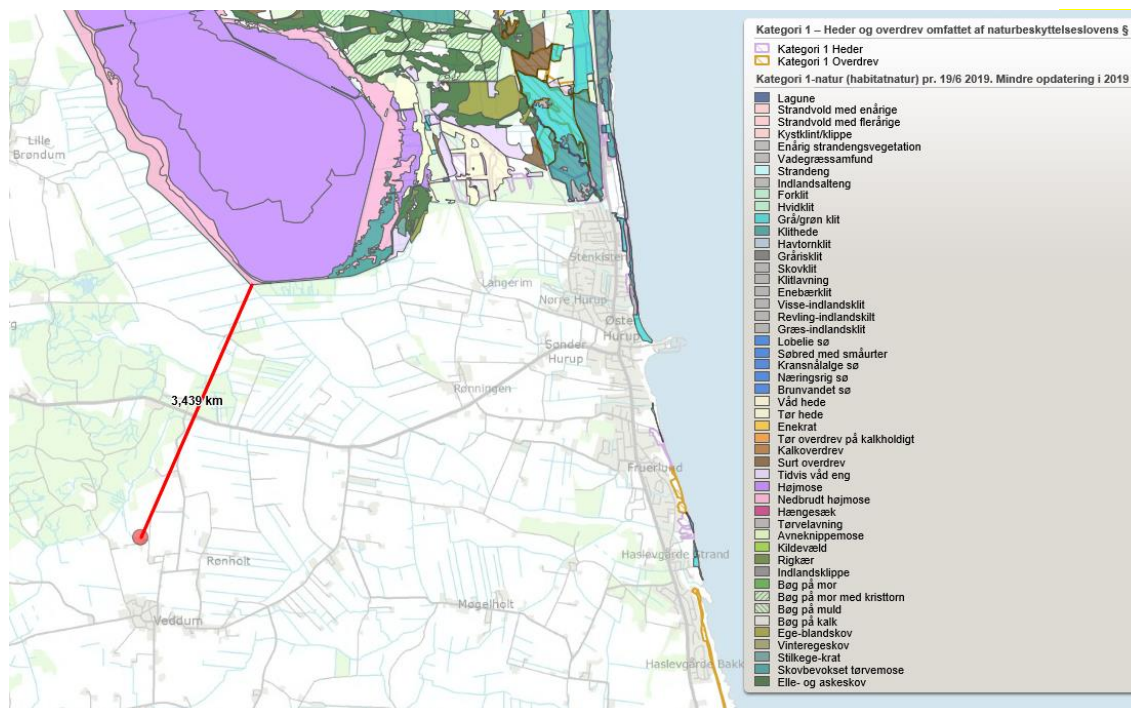 Lille
Brøndum
Stenkisten
Langerim
Nørre Hurup
Øster
Hurup
Sønder
Hurup
Rønningen
3,439 km
Fruerlund
Haslevgårde Strand
Rønholt
Møgelholt
Veddum
Haslevgårde Bakk
Kategori 1 – Heder og overdrev omfattet af naturbeskyttelseslovens §
Kategori 1 Heder
Kategori 1 Overdrev
Kategori 1-natur (habitatnatur) pr. 19/6 2019. Mindre opdatering i 2019
Lagune
Strandvold med enårige
Strandvold med flerårige
Kystklint/klippe
Enårig strandengsvegetation
Vadegræssamfund
Strandeng
Indlandsalteng
Forklit
Hvidklit
Grå/grøn klit
Klithede
Havtornklit
Grårisklit
Skovklit
Klitlavning
Enebærklit
Visse-indlandsklit
Revling-indlandskilt
Græs-indlandsklit
Lobelie sø
Søbred med småurter
Kransnålalge sø
Næringsrig sø
Brunvandet sø
Våd hede
Tør hede
Enekrat
Tør overdrev på kalkholdigt
Kalkoverdrev
Surt overdrev
Tidvis våd eng
Højmose
Nedbrudt højmose
Hængesæk
Tørvelavning
Avneknippemose
Kildevæld
Rigkær
Indlandsklippe
Bøg på mor
Bøg på mor med kristtorn
Bøg på muld
Bøg på kalk
Ege-blandskov
Vinteregeskov
Stilkege-krat
Skovbevokset tørvemose
Elle- og askeskov